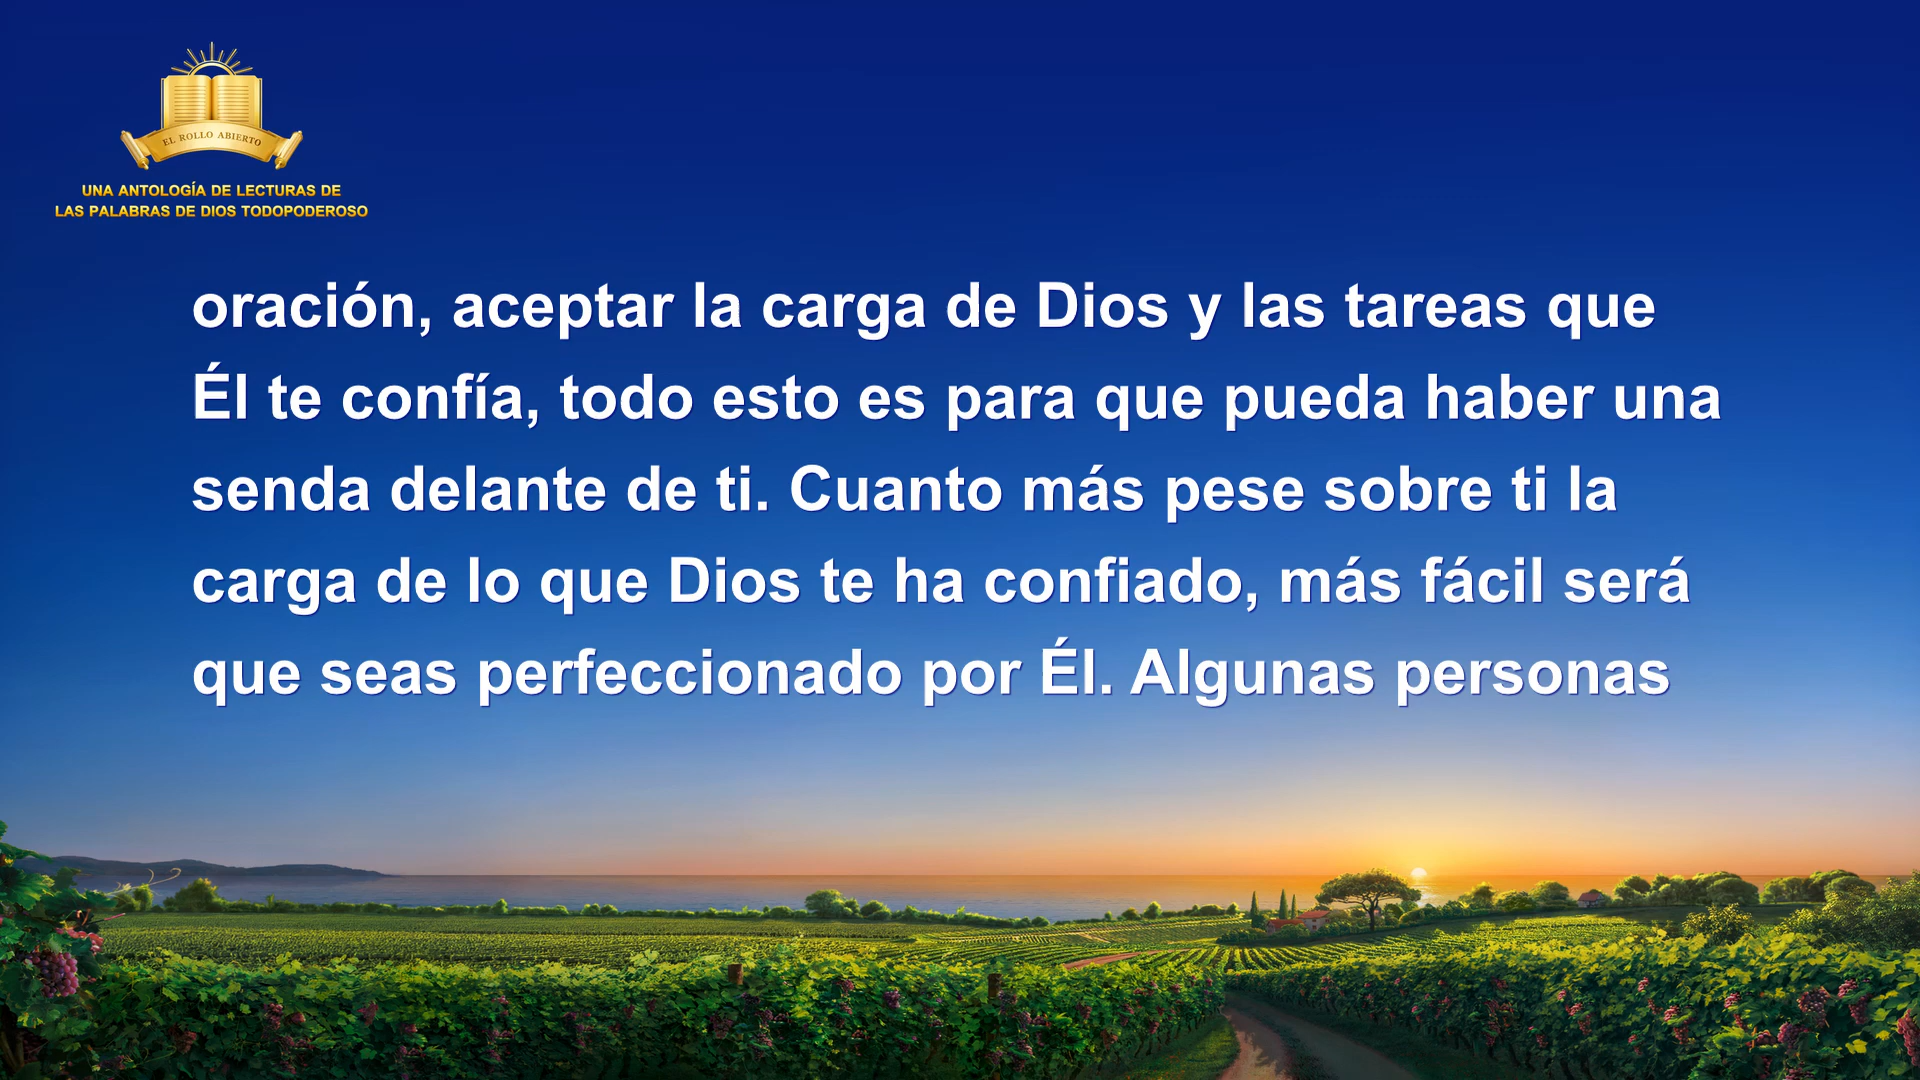 EL ROLLO ABIERTO
UNA ANTOLOGÍA DE LECTURAS DE
LAS PALABRAS DE DIOS TODOPODEROSO
oración, aceptar la carga de Dios y las tareas que
Él te confía, todo esto es para que pueda haber una
senda delante de ti. Cuanto más pese sobre ti la
carga de lo que Dios te ha confiado, más fácil será
que seas perfeccionado por Él. Algunas personas